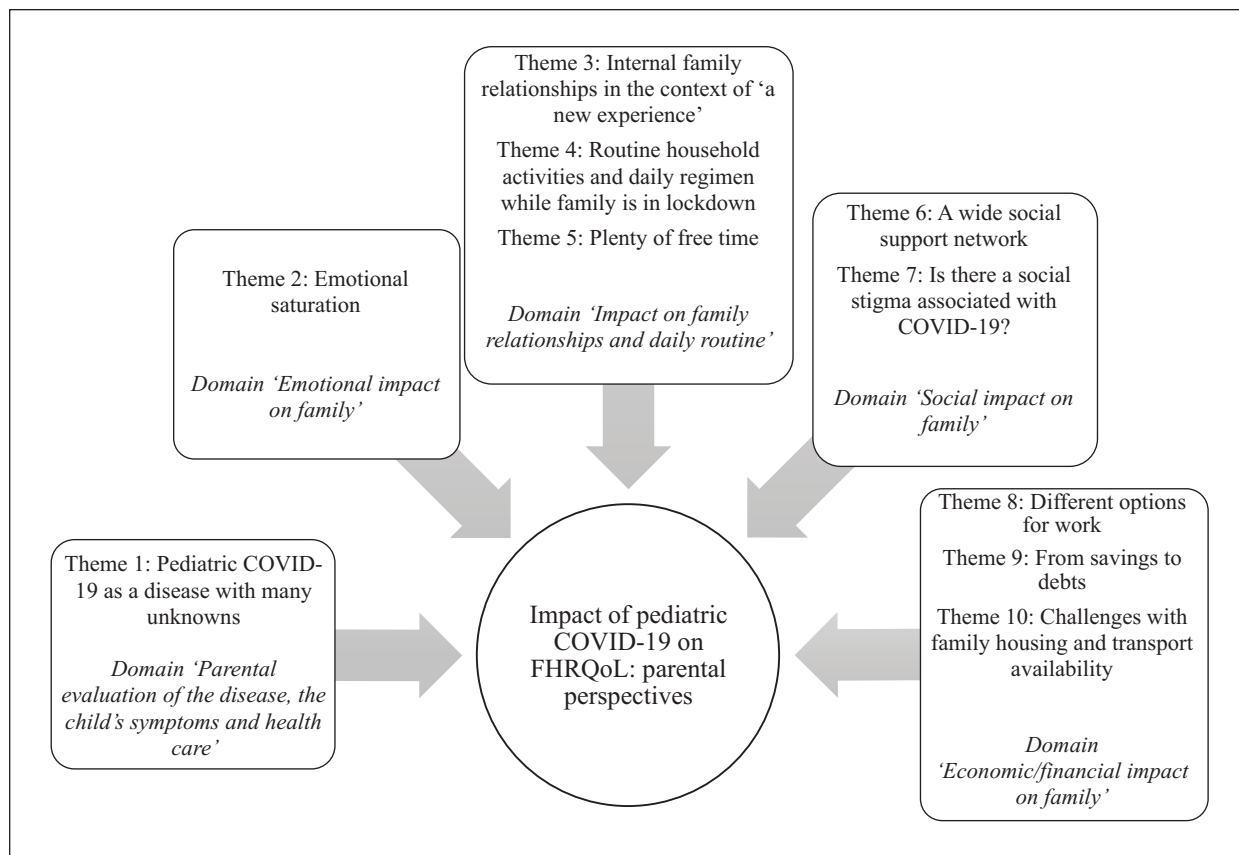 Theme 1: Pediatric COVID-
19 as a disease with many
unknowns
Domain ‘Parental
evaluation of the disease, the
child’s symptoms and health
care’
Theme 2: Emotional
saturation
Domain ‘Emotional impact
on family’
Theme 3: Internal family
relationships in the context of ‘a
new experience’
Theme 4: Routine household
activities and daily regimen
while family is in lockdown
Theme 5: Plenty of free time
Domain ‘Impact on family
relationships and daily routine’
Theme 6: A wide social
support network
Theme 7: Is there a social
stigma associated with
COVID-19?
Domain ‘Social impact on
family’
Theme 8: Different options
for work
Theme 9: From savings to
debts
Theme 10: Challenges with
family housing and transport
availability
Domain
‘Economic/financial impact
on family’
Impact of pediatric
COVID-19 on
FHRQoL: parental
perspectives